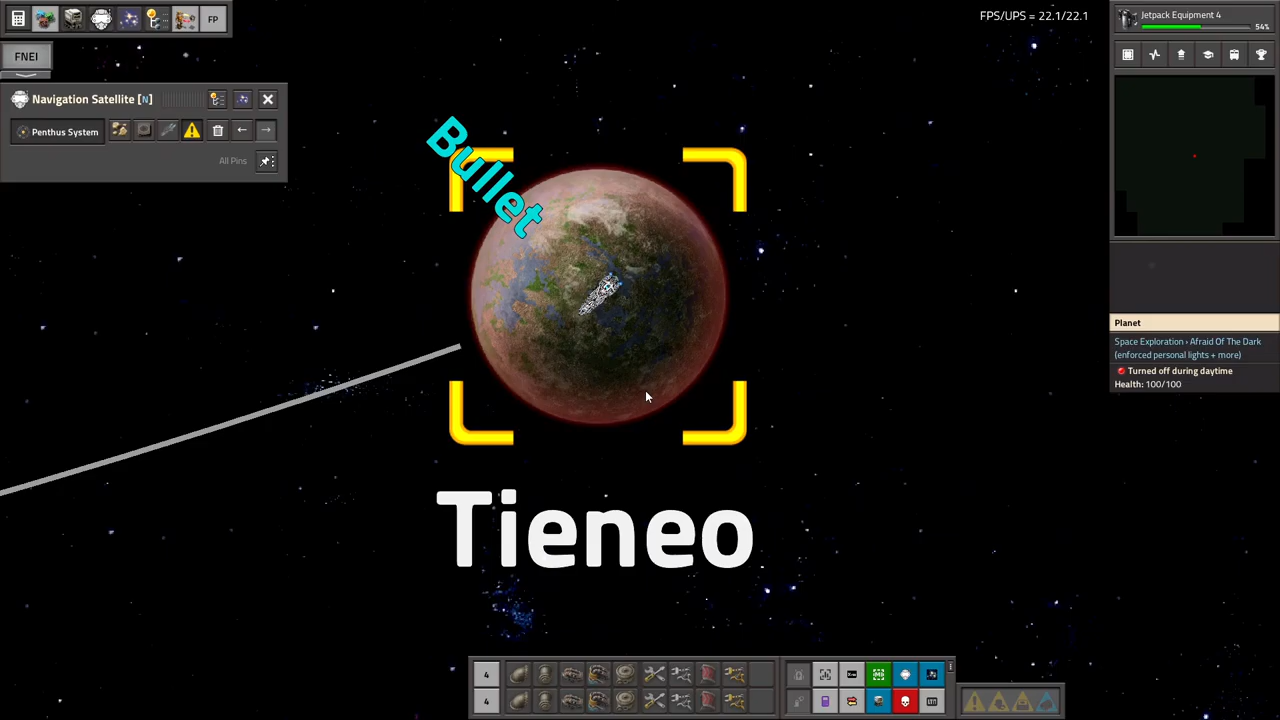 FP
FPS/UPS = 22.1/22.1
Jetpack Equipment 4
54%
FNEI
Navigation Satellite [N]
Penthus System
All Pins
Bullet
Tieneo
Planet
Space Exploration › Afraid Of The Dark
(enforced personal lights + more)
Turned off during daytime
Health: 100/100
4
4